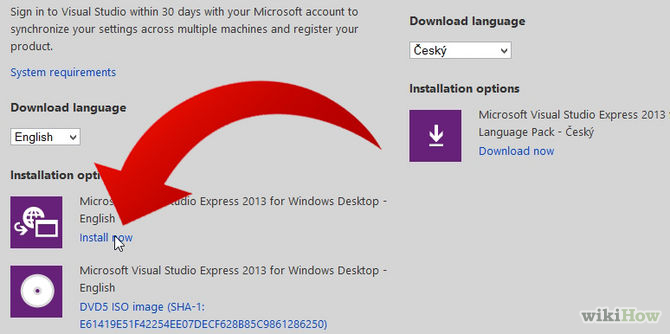 Sign in to Visual Studio within 30 days with your Microsoft account to
synchronize your settings across multiple machines and register your
product.
System requirements
Download language
English
Installation opti
Micros
tudio Express 2013 for Windows Desktop -
English
Install now
Microsoft Visual Studio Express 2013 for Windows Desktop -
English
DVD5 ISO image (SHA-1:
E61419E51F42254EE07DECF628B85C9861286250)
Download language
Český
Installation options
Microsoft Visual Studio Express 2013
Language Pack - Český
Download now
wikiHow